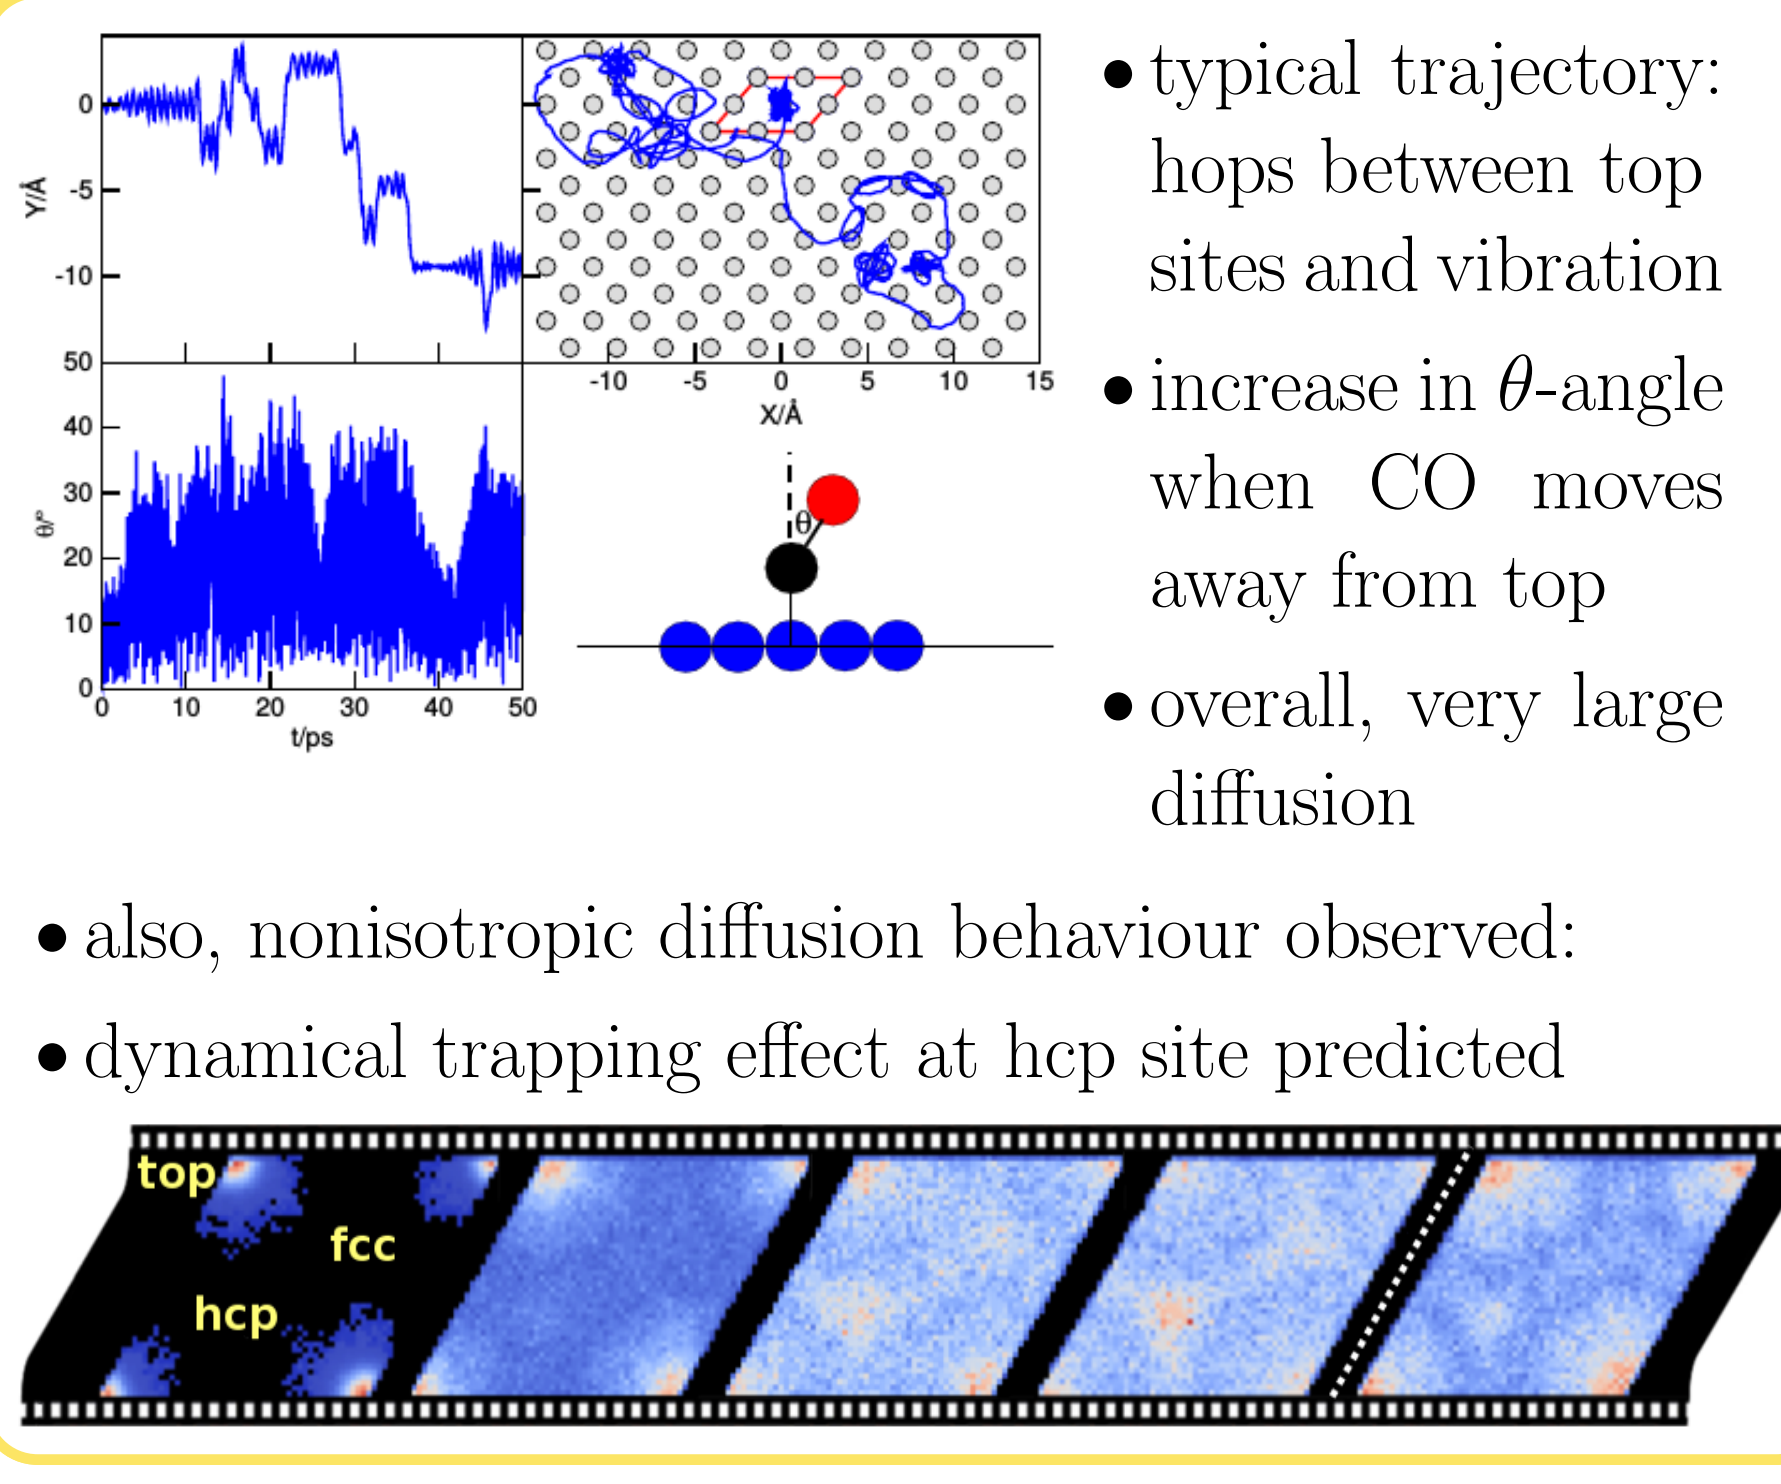 0
-5
-10
Y/Å
50
40
30
20
10
0
θ/°
0 10 20 30 40 50
t/ps
-10 -5 0 5 10 15
X/Å
θ
• typical trajectory:
hops between top
sites and vibration
• increase in θ-angle
when CO moves
away from top
• overall, very large
diffusion
• also, nonisotropic diffusion behaviour observed:
• dynamical trapping effect at hcp site predicted
top
fcc
hcp